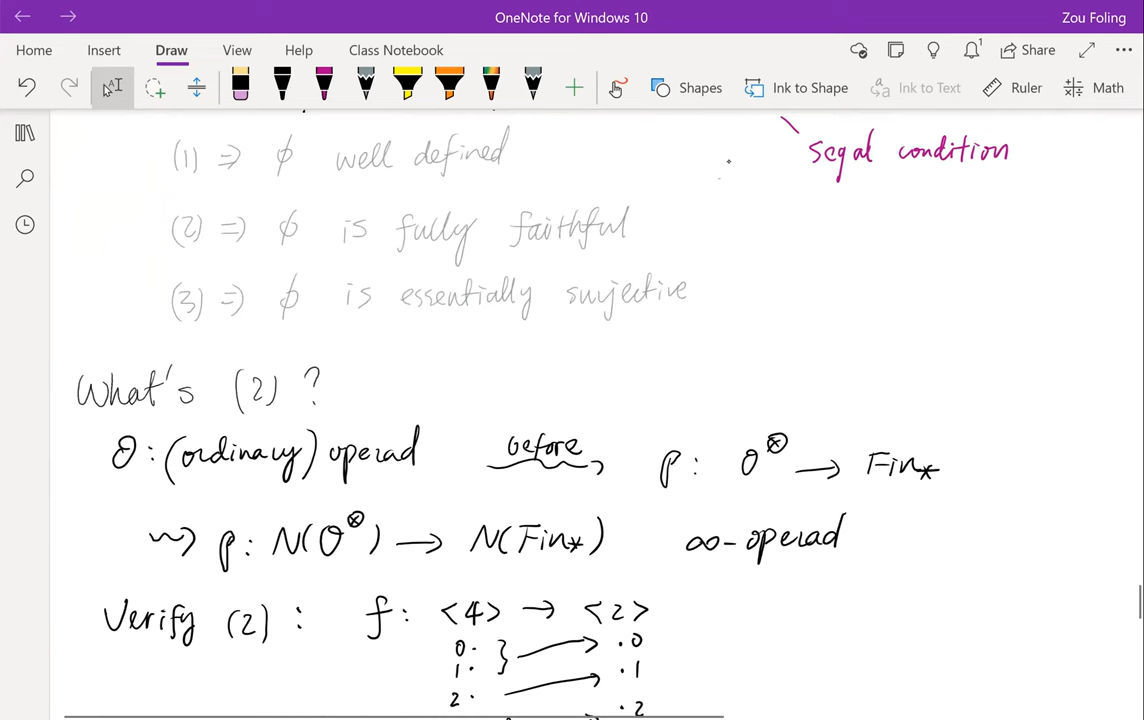 OneNote for Windows 10
Zou Foling
Home Insert Draw View Help Class Notebook
1 Share
Shapes Ink to Shape Ink to Text Ruler Math
Segal condition
(1) => ϕ well defined
(2) => ϕ is fully faithful
(3) => ϕ is essentially surjective
What's (2) ?
O : (ordinary) operad before p : O^⊗ → Fin*
⇝ p : N(O^⊗) → N(Fin*) ∞-operad
Verify (2) : f : <4> → <2>
0· } → ·0
1· ·1
2· → ·2